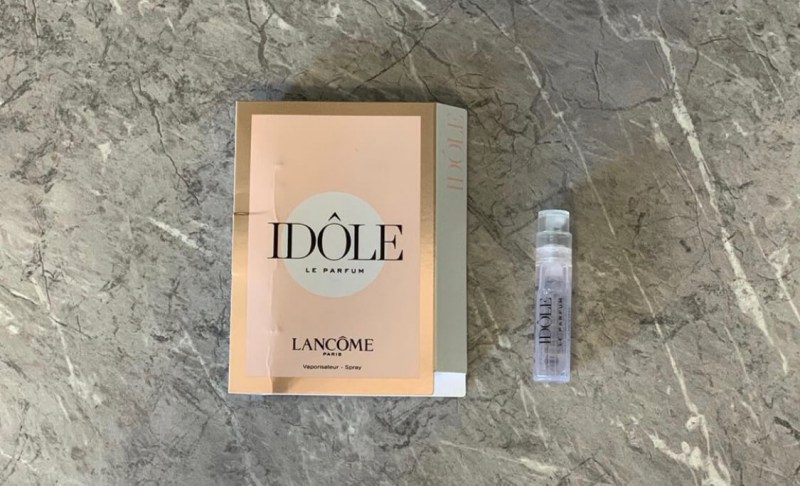 IDÔLE
LE PARFUM
LANCÔME
PARIS
Vaporisateur - Spray
IDÔLE
IDÔLE
LE PARFUM